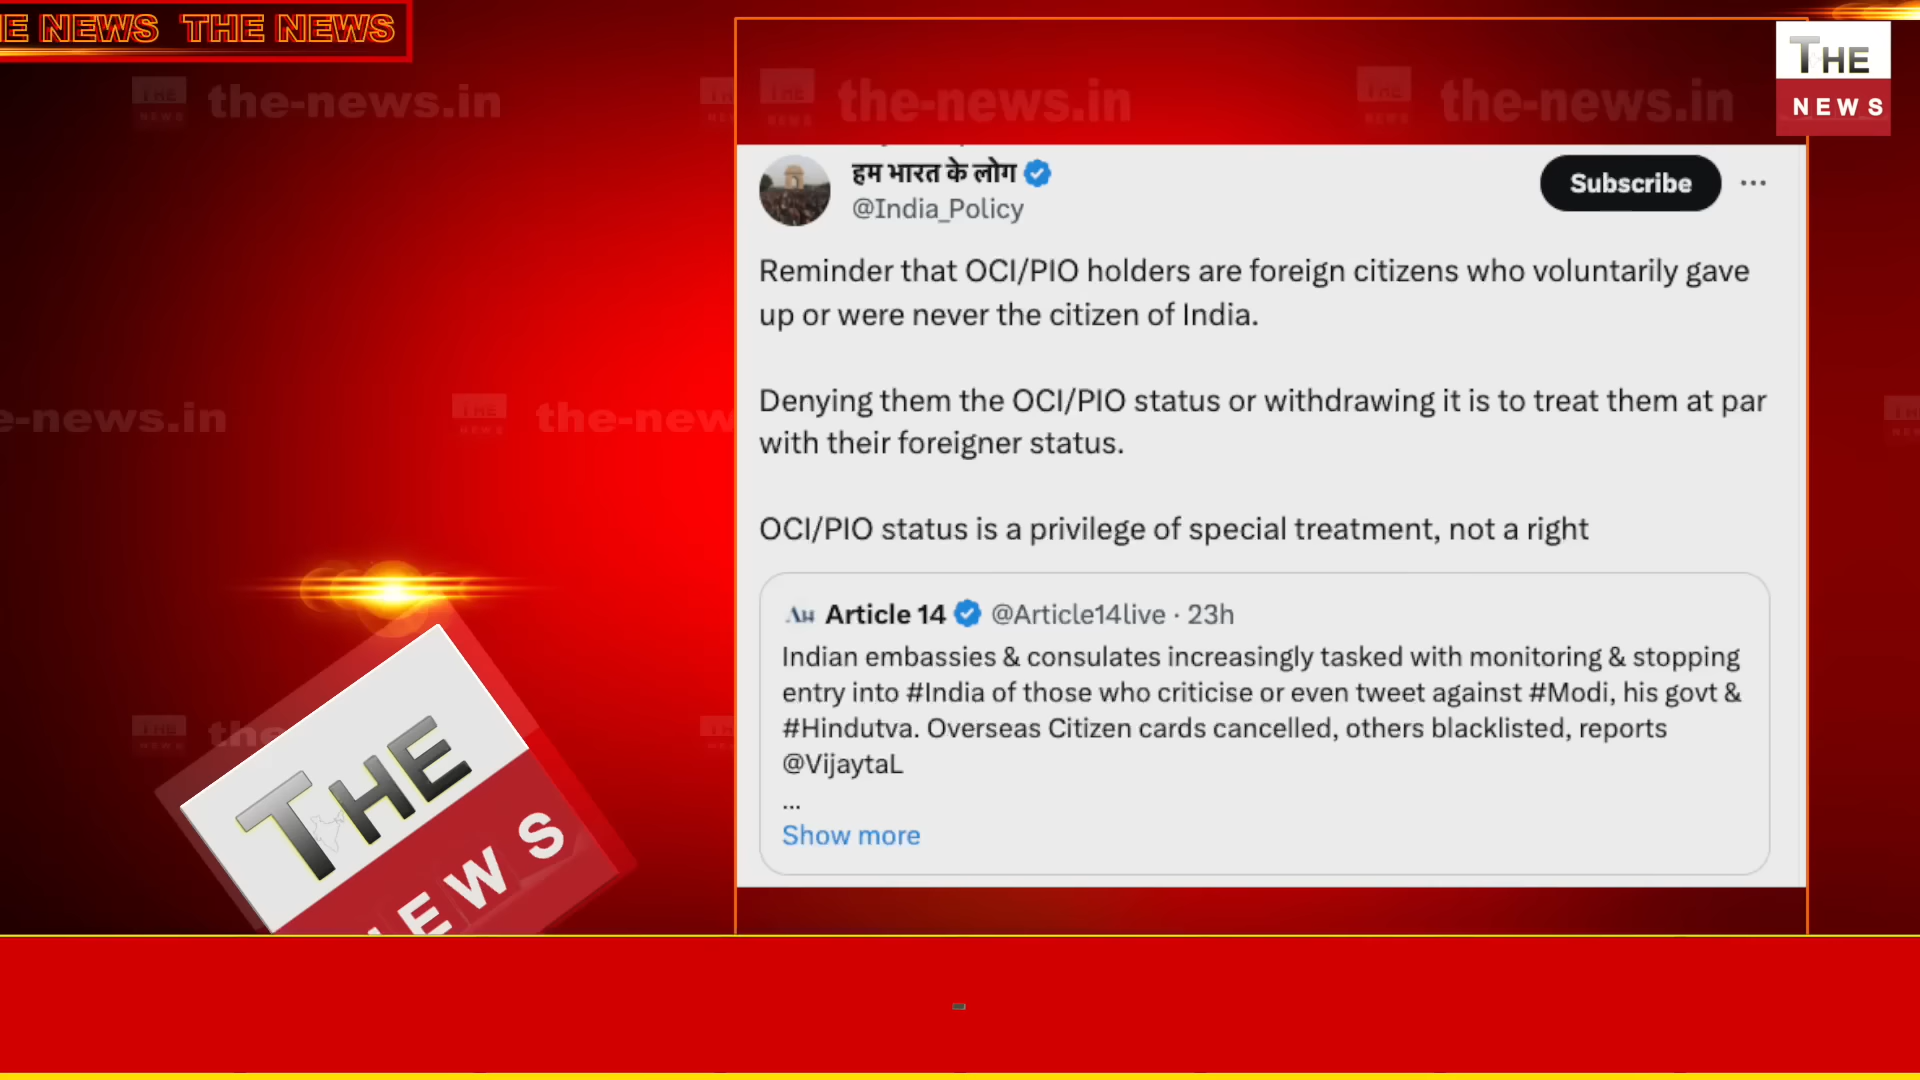 E NEWS THE NEWS
THE NEWS
the-news.in
the-news.in
the-news.in
हम भारत के लोग
@India_Policy
Subscribe
Reminder that OCI/PIO holders are foreign citizens who voluntarily gave
up or were never the citizen of India.
Denying them the OCI/PIO status or withdrawing it is to treat them at par
with their foreigner status.
OCI/PIO status is a privilege of special treatment, not a right
Article 14 @Article14live · 23h
Indian embassies & consulates increasingly tasked with monitoring & stopping
entry into #India of those who criticise or even tweet against #Modi, his govt &
#Hindutva. Overseas Citizen cards cancelled, others blacklisted, reports
@VijaytaL
...
Show more
e-news.in
THE NEWS
the-new
THE NEWS
the
THE
EWS